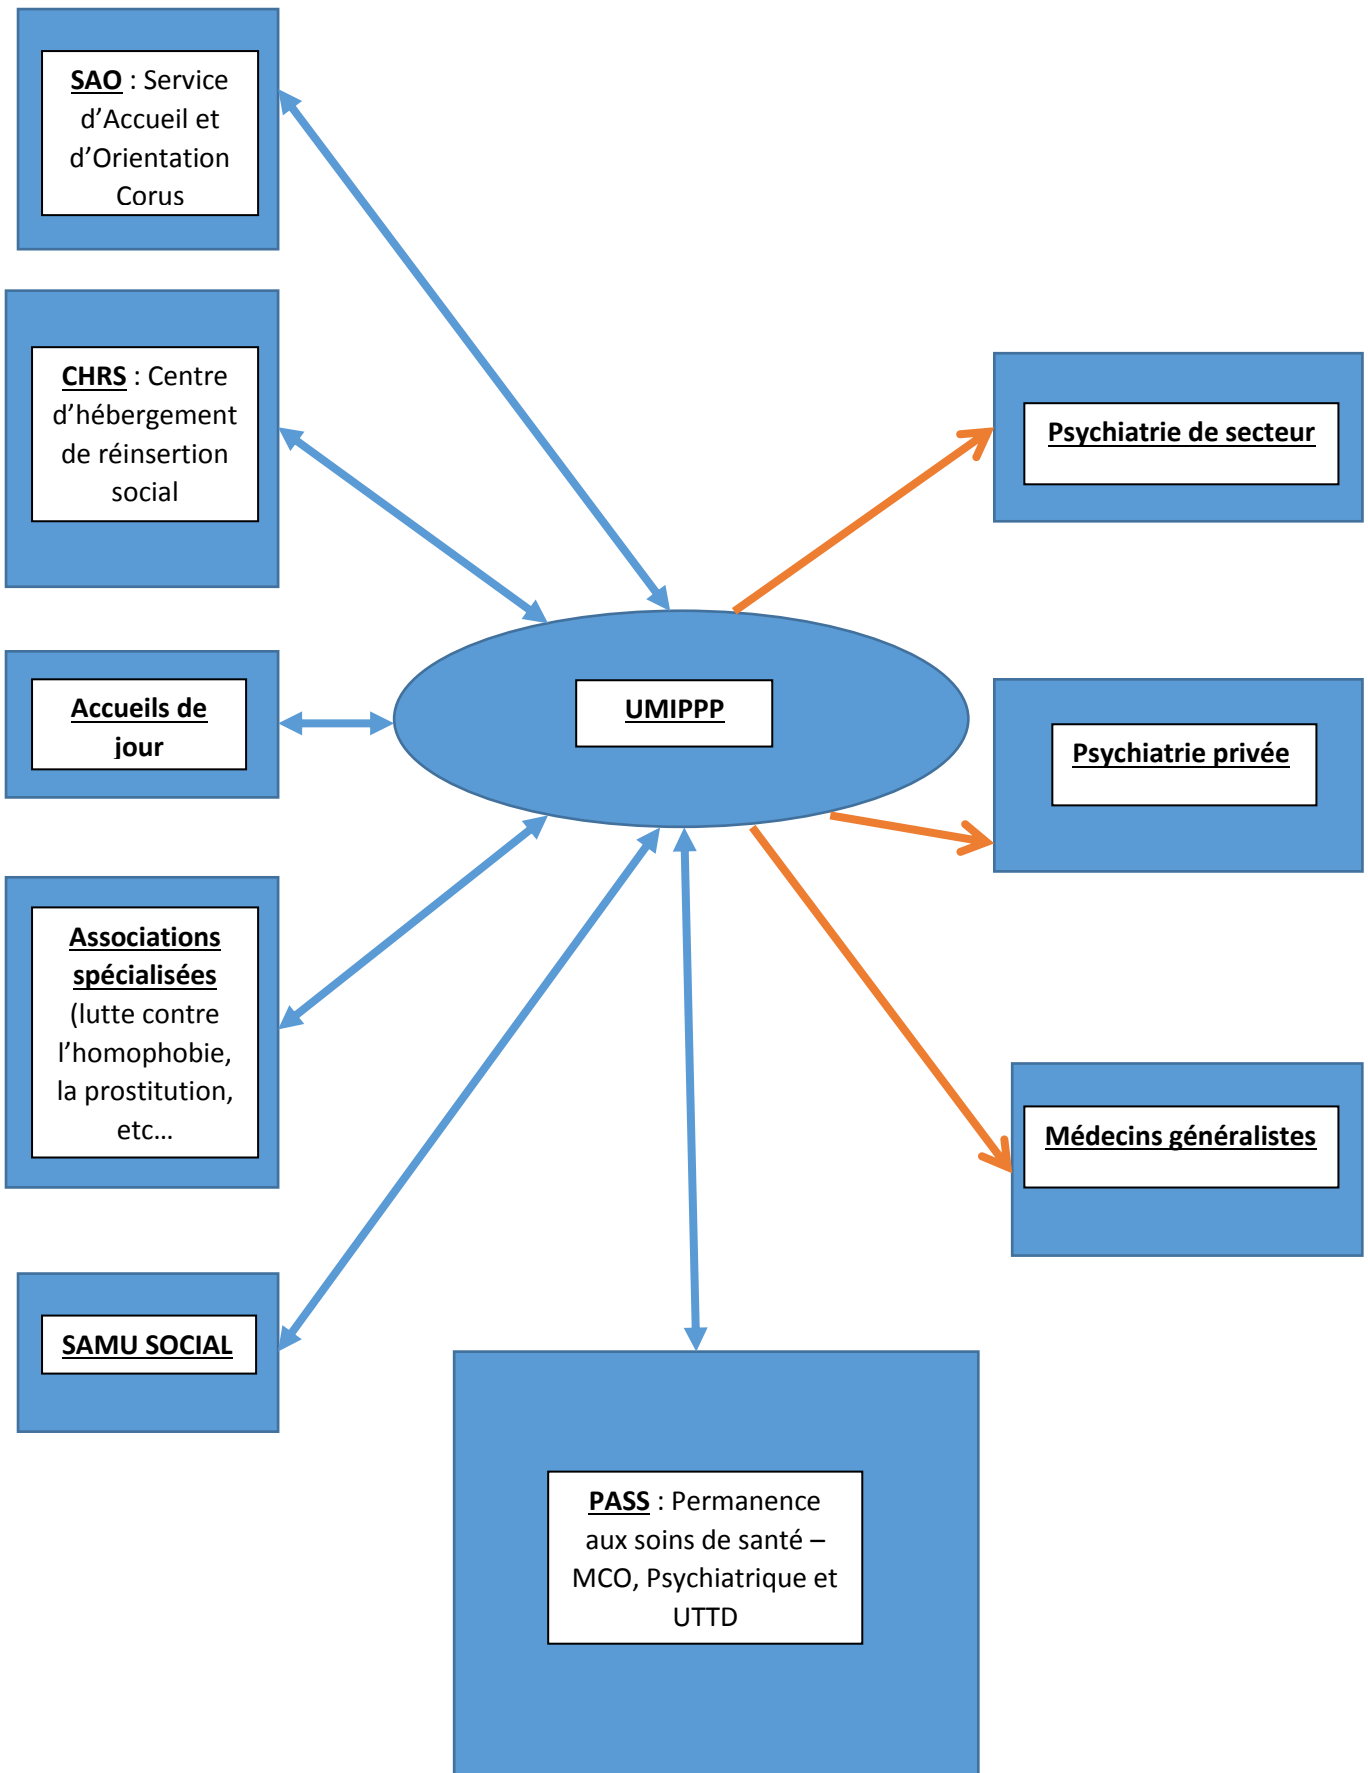 SAO : Service
d’Accueil et
d’Orientation
Corus
CHRS : Centre
d’hébergement
de réinsertion
social
Psychiatrie de secteur
Accueils de
jour
UMIPPP
Psychiatrie privée
Associations
spécialisées
(lutte contre
l’homophobie,
la prostitution,
etc…
Médecins généralistes
SAMU SOCIAL
PASS : Permanence
aux soins de santé –
MCO, Psychiatrique et
UTTD